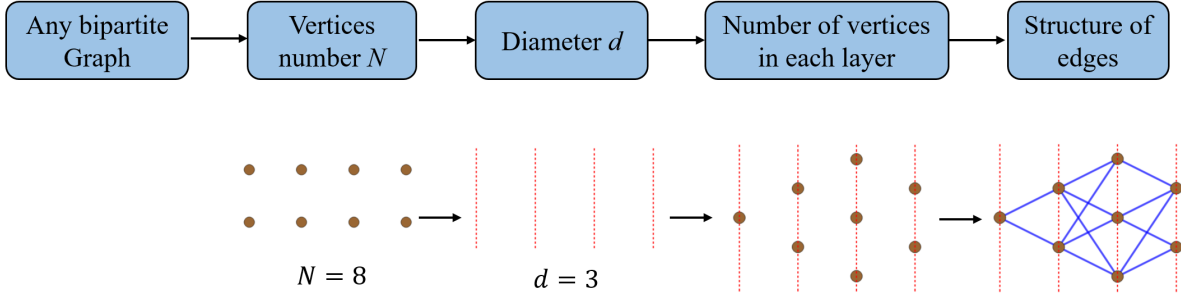 Any bipartite
Graph
Vertices
number N
Diameter d
Number of vertices
in each layer
Structure of
edges
N = 8
d = 3